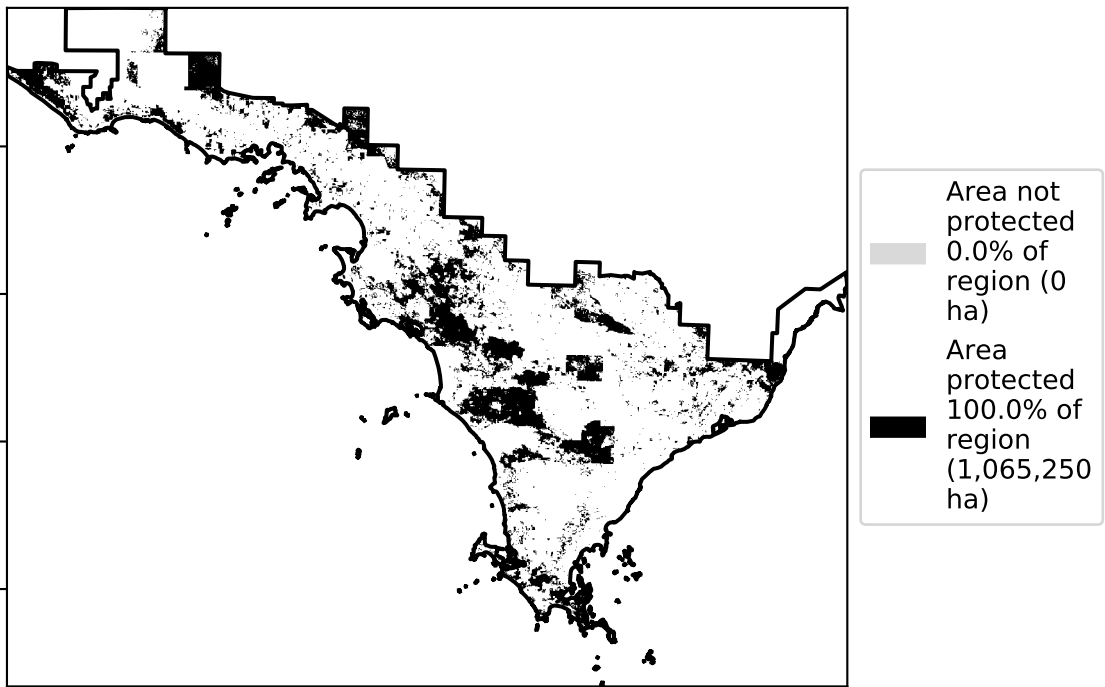 Area not
protected
0.0% of
region (0
ha)
Area
protected
100.0% of
region
(1,065,250
ha)